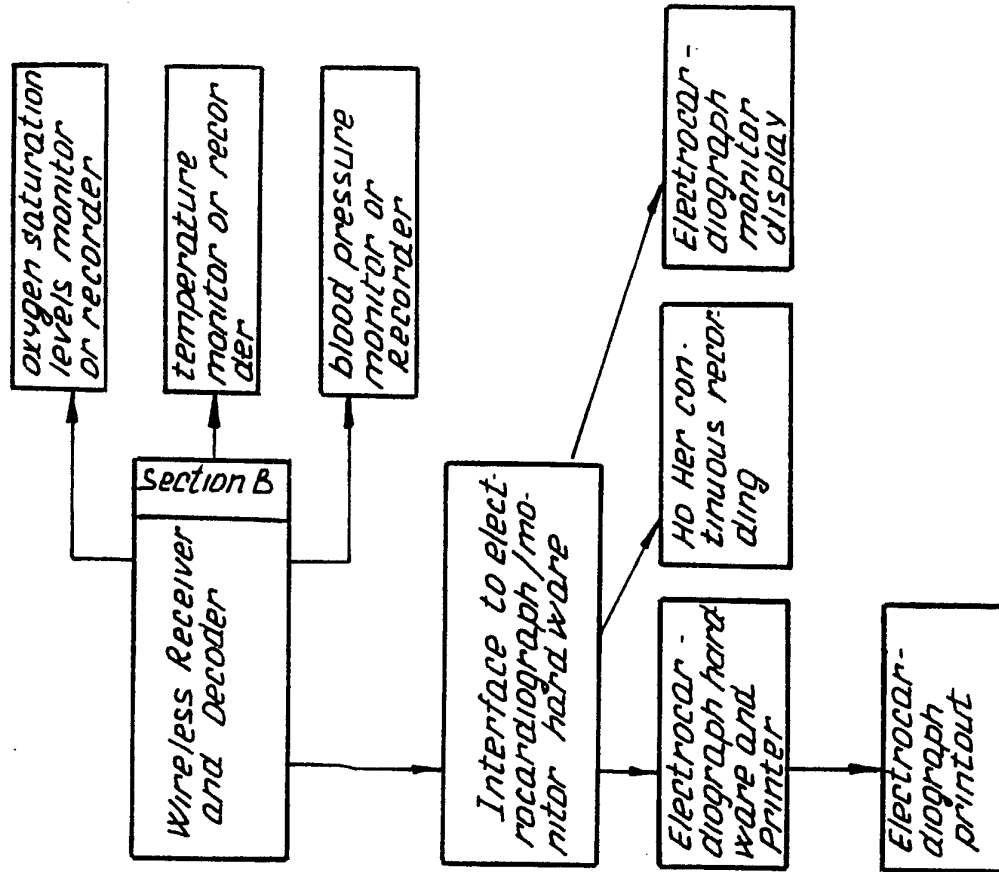 oxygen saturation
levels monitor
or recorder
temperature
monitor or recor
der
blood pressure
monitor or
Recorder
section B
Wireless Receiver
and Decoder
Interface to elect-
rocardiograph/mo-
nitor hard ware
Electrocar-
diograph
monitor
display
HO Her con-
tinuous recor-
ding
Electrocar-
diograph hard
ware and
Printer
Electrocar-
diograph
printout